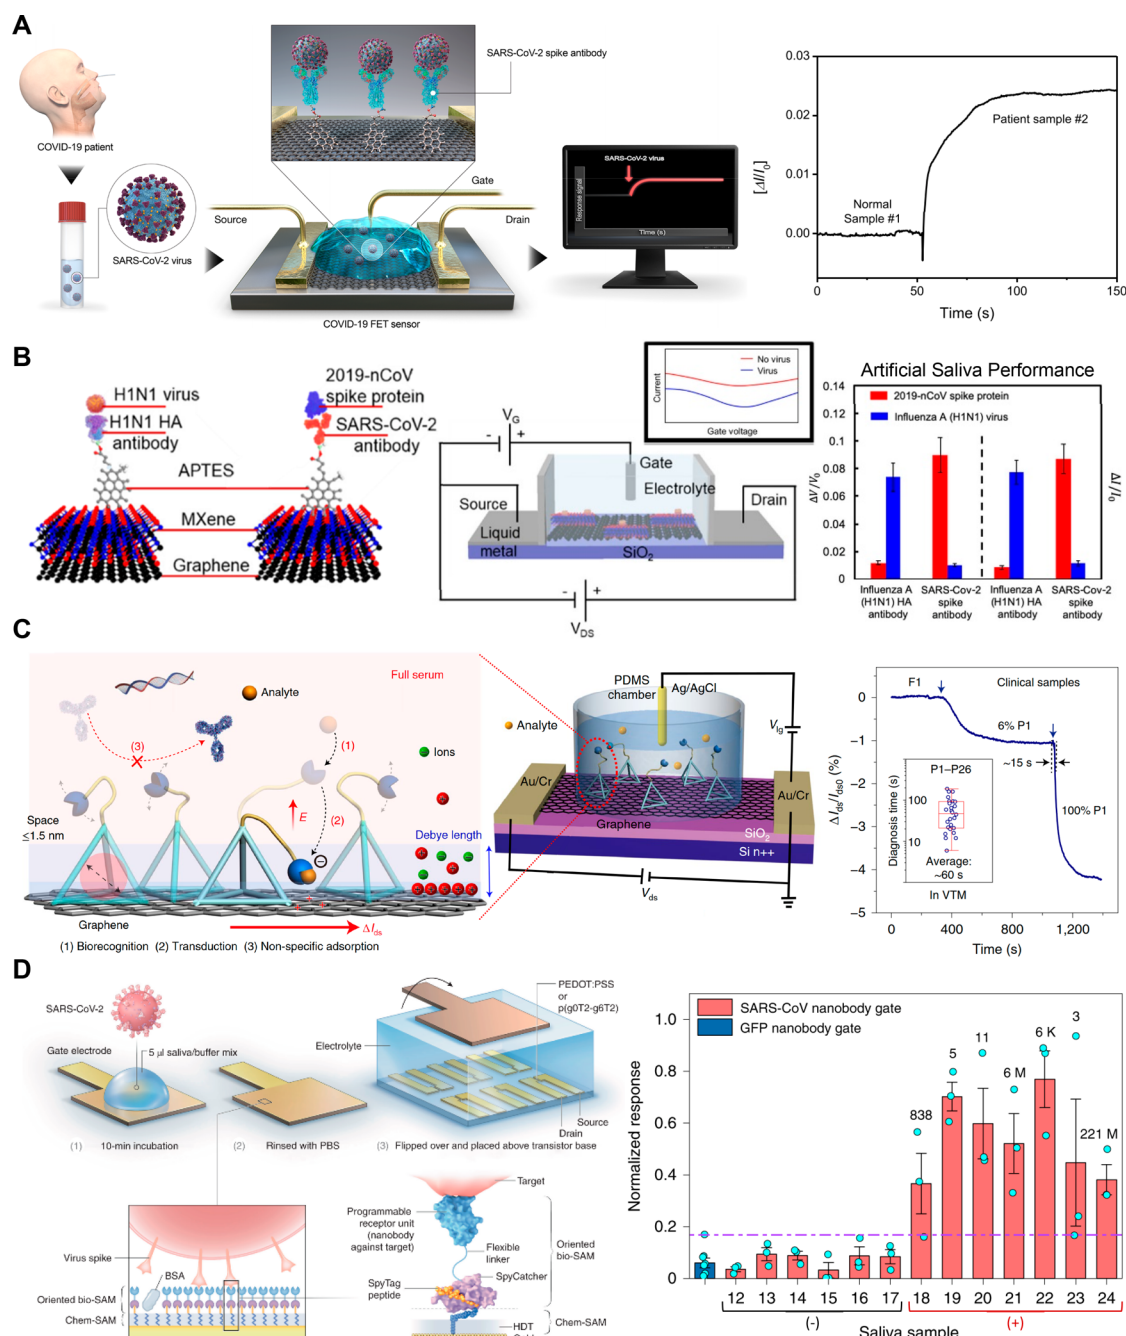 A
SARS-CoV-2 spike antibody
COVID-19 patient
SARS-CoV-2 virus
Source
Gate
Drain
COVID-19 FET sensor
SARS-CoV-2 virus
Response signal
Time (s)
[ΔI/I0]
0.03
0.02
0.01
0.00
Normal
Sample #1
Patient sample #2
0
50
100
150
Time (s)
B
H1N1 virus
H1N1 HA
antibody
2019-nCoV
spike protein
SARS-CoV-2
antibody
APTES
MXene
Graphene
VG
-
+
Source
Liquid
metal
Gate
Electrolyte
Drain
SiO2
-
+
VDS
Current
No virus
Virus
Gate voltage
Artificial Saliva Performance
2019-nCoV spike protein
Influenza A (H1N1) virus
ΔV/V0
ΔI/I0
0.14
0.12
0.1
0.08
0.06
0.04
0.02
0
Influenza A
(H1N1) HA
antibody
SARS-Cov-2
spike
antibody
Influenza A
(H1N1) HA
antibody
SARS-Cov-2
spike
antibody
C
Full serum
Analyte
(3)
(1)
Ions
E
(2)
Space
≤1.5 nm
Debye length
Graphene
ΔIds
(1) Biorecognition (2) Transduction (3) Non-specific adsorption
PDMS
chamber
Ag/AgCl
Analyte
Vlg
Au/Cr
Au/Cr
Graphene
SiO2
Si n++
Vds
F1
Clinical samples
6% P1
~15 s
100% P1
P1–P26
Diagnosis time (s)
100
10
Average:
~60 s
In VTM
Δ Ids/Ids0 (%)
0
−1
−2
−3
−4
−5
0
400
800
1,200
Time (s)
D
SARS-CoV-2
Gate electrode
5 µl saliva/buffer mix
(1) 10-min incubation
(2) Rinsed with PBS
PEDOT:PSS
or
p(g0T2-g6T2)
Electrolyte
Source
Drain
(3) Flipped over and placed above transistor base
Virus spike
BSA
Oriented bio-SAM
Chem-SAM
Target
Programmable
receptor unit
(nanobody
against target)
Flexible
linker
Oriented
bio-SAM
SpyCatcher
SpyTag
peptide
HDT
Chem-SAM
SARS-CoV nanobody gate
GFP nanobody gate
Normalized response
1.0
0.8
0.6
0.4
0.2
0
838
5
11
6 M
6 K
3
221 M
12
13
14
15
16
17
18
19
20
21
22
23
24
(-)
(+)
Saliva sample